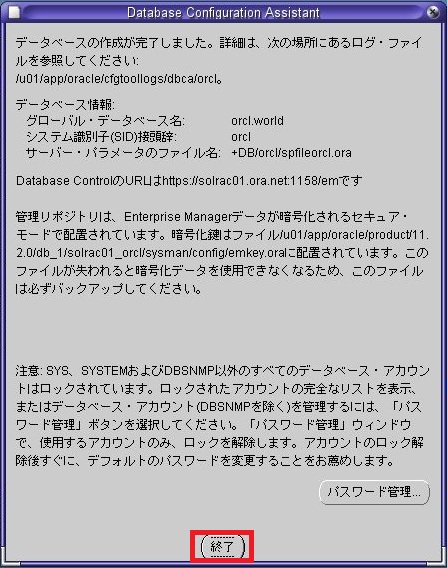 Database Configuration Assistant
データベースの作成が完了しました。詳細は、次の場所にあるログ・ファイ
ルを参照してください:
/u01/app/oracle/cfgtoollogs/dbca/orcl。
データベース情報:
グローバル・データベース名: orcl.world
システム識別子(SID)接頭辞: orcl
サーバー・パラメータのファイル名: +DB/orcl/spfileorcl.ora
Database ControlのURLはhttps://solrac01.ora.net:1158/emです
管理リポジトリは、Enterprise Managerデータが暗号化されるセキュア・
モードで配置されています。暗号化鍵はファイル/u01/app/oracle/product/11.
2.0/db_1/solrac01_orcl/sysman/config/emkey.oraに配置されています。この
ファイルが失われると暗号化データを使用できなくなるため、このファイル
は必ずバックアップしてください。
注意: SYS、SYSTEMおよびDBSNMP以外のすべてのデータベース・アカウン
トはロックされています。ロックされたアカウントの完全なリストを表示、
またはデータベース・アカウント(DBSNMPを除く)を管理するには、「パス
ワード管理」ボタンを選択してください。「パスワード管理」ウィンドウ
で、使用するアカウントのみ、ロックを解除します。アカウントのロック解
除後すぐに、デフォルトのパスワードを変更することをお薦めします。
パスワード管理...
終了